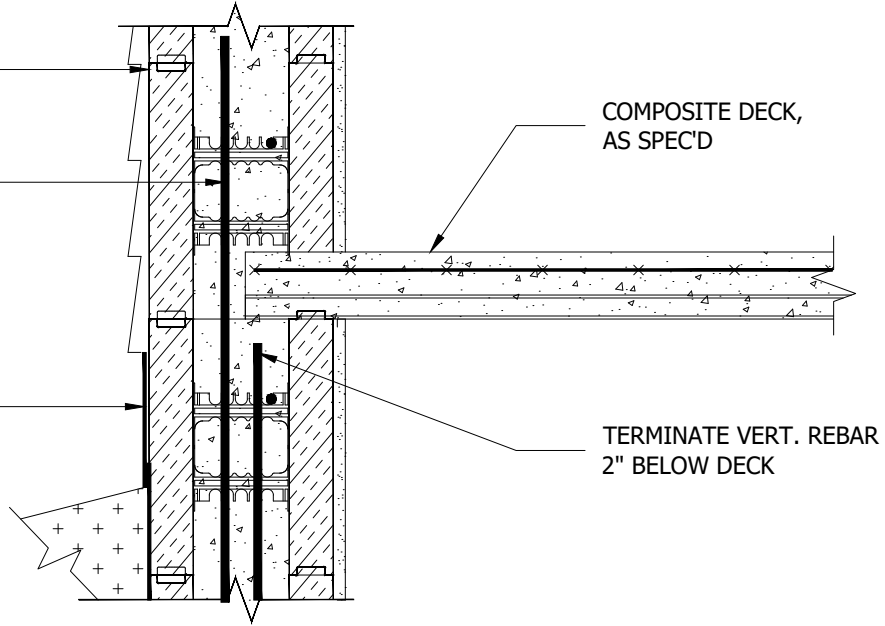 COMPOSITE DECK,
AS SPEC'D
TERMINATE VERT. REBAR
2" BELOW DECK